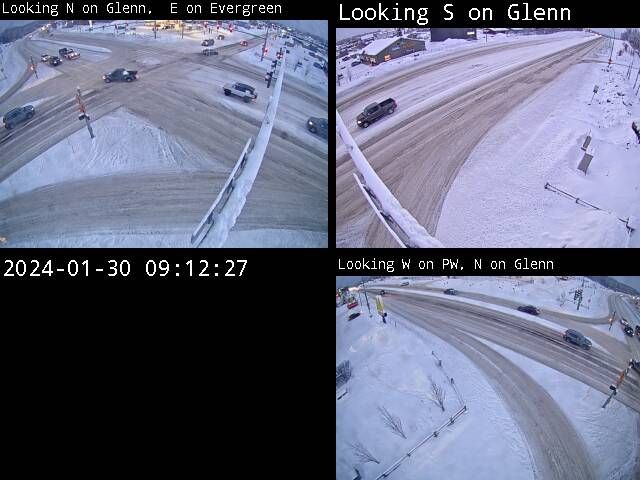 Looking N on Glenn,  E on Evergreen
Looking S on Glenn
2024-01-30 09:12:27
Looking W on PW, N on Glenn